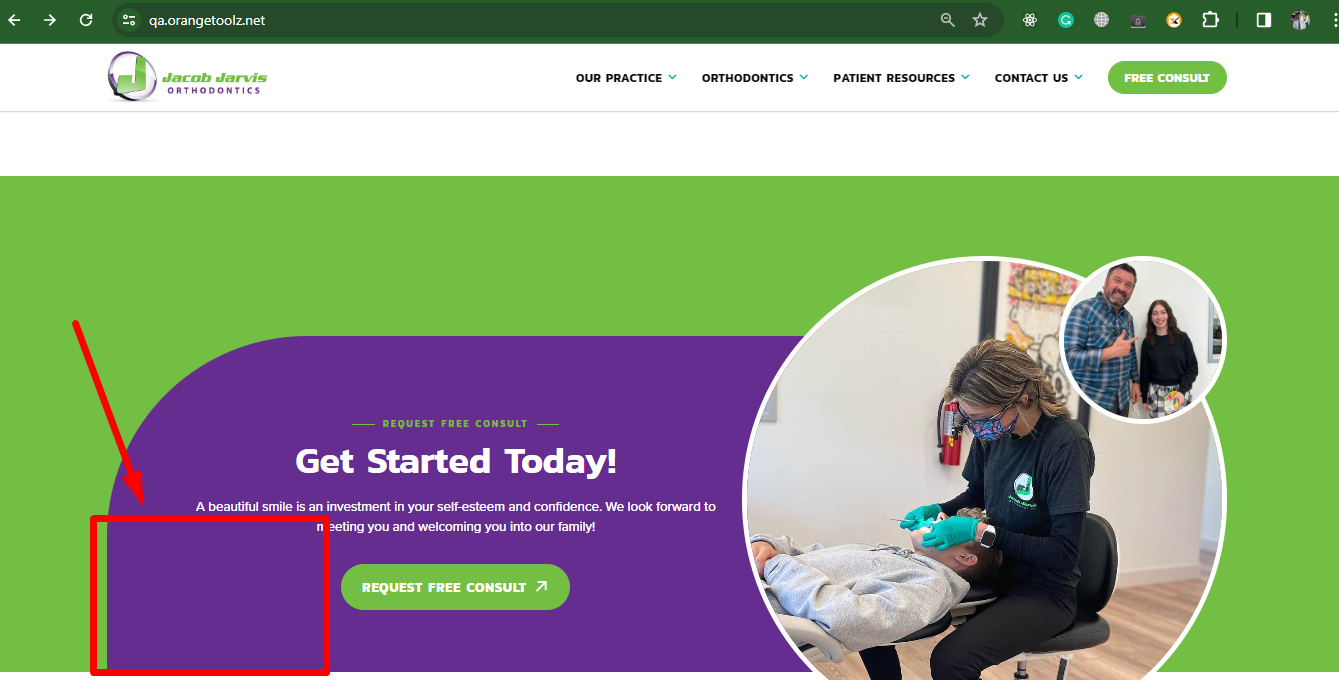 qa.orangetoolz.net
Jacob Jarvis
ORTHODONTICS
OUR PRACTICE
ORTHODONTICS
PATIENT RESOURCES
CONTACT US
FREE CONSULT
REQUEST FREE CONSULT
Get Started Today!
A beautiful smile is an investment in your self-esteem and confidence. We look forward to
meeting you and welcoming you into our family!
REQUEST FREE CONSULT
Jacob Jarvis